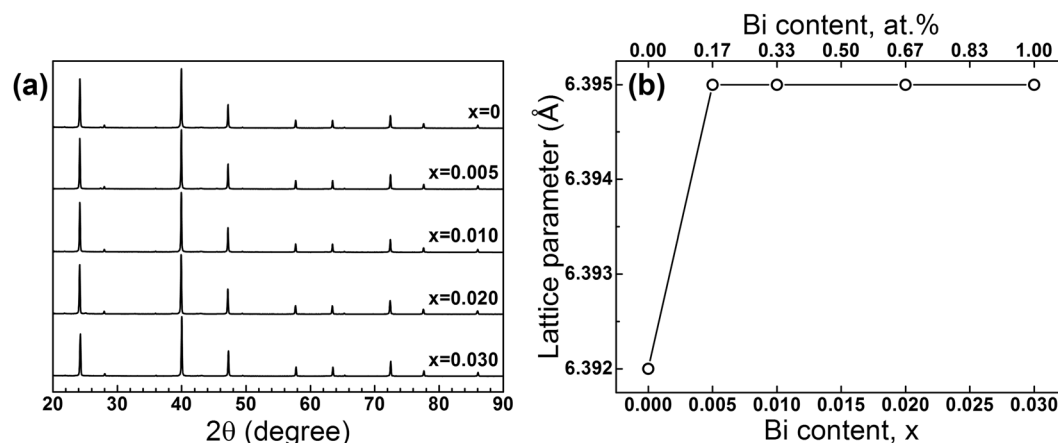 (a)
x=0
x=0.005
x=0.010
x=0.020
x=0.030
20 30 40 50 60 70 80 90
2θ (degree)
Bi content, at.%
0.00 0.17 0.33 0.50 0.67 0.83 1.00
(b)
Lattice parameter (Å)
6.395
6.394
6.393
6.392
0.000 0.005 0.010 0.015 0.020 0.025 0.030
Bi content, x